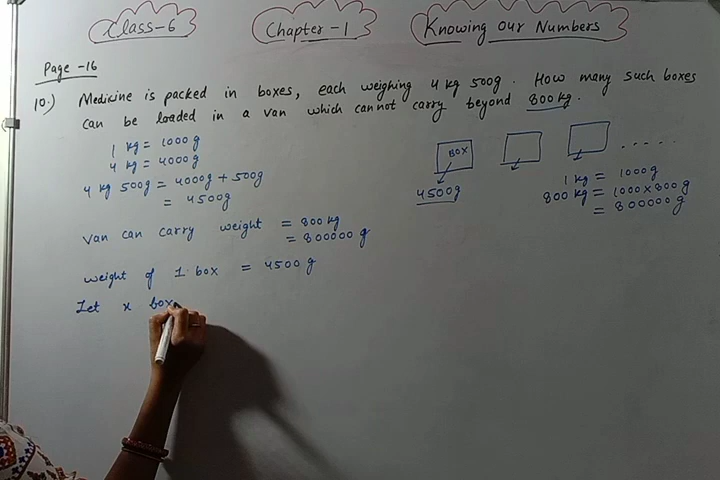 Class-6
Chapter-1
Knowing Our Numbers
Page -16
10.) Medicine is packed in boxes, each weighing 4 kg 500g. How many such boxes
can be loaded in a van which cannot carry beyond 800 kg.
1 kg = 1000 g
4 kg = 4000 g
4 kg 500g = 4000g + 500g
= 4500g
BOX
.....
4500g
1 kg = 1000g
800 kg = 1000 x 800 g
= 800000 g
Van can carry weight = 800 kg
= 800000 g
Weight of 1 box = 4500 g
Let x box